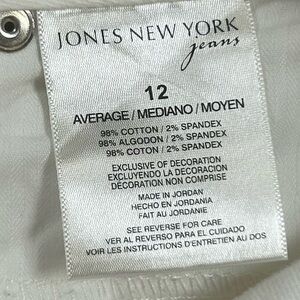 JONES NEW YORK
jeans
12
AVERAGE / MEDIANO / MOYEN
98% COTTON / 2% SPANDEX
98% ALGODON / 2% SPANDEX
98% COTON / 2% SPANDEX
EXCLUSIVE OF DECORATION
EXCLUYENDO LA DECORACIÓN
DÉCORATION NON COMPRISE
MADE IN JORDAN
HECHO EN JORDANIA
FAIT AU JORDANIE
SEE REVERSE FOR CARE
VER AL REVERSO PARA EL CUIDADO
VOIR LES INSTRUCTIONS D'ENTRETIEN AU DOS